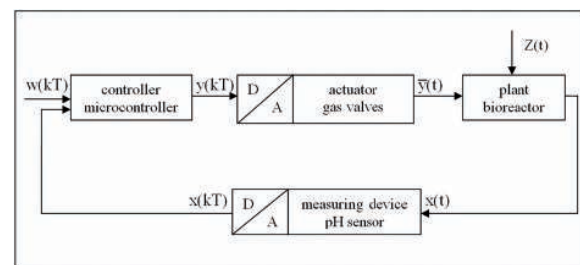 Z(t)
w(kT)
controller
microcontroller
y(kT)
D
A
actuator
gas valves
y̅(t)
plant
bioreactor
x(kT)
D
A
measuring device
pH sensor
x(t)